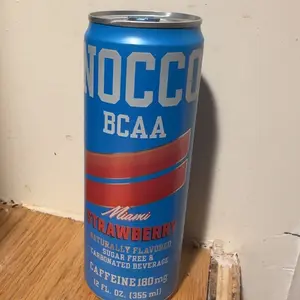 NOCCO
BCAA
Miami
STRAWBERRY
NATURALLY FLAVORED
SUGAR FREE &
CARBONATED BEVERAGE
CAFFEINE 180mg
12 FL. OZ. (355 ml)